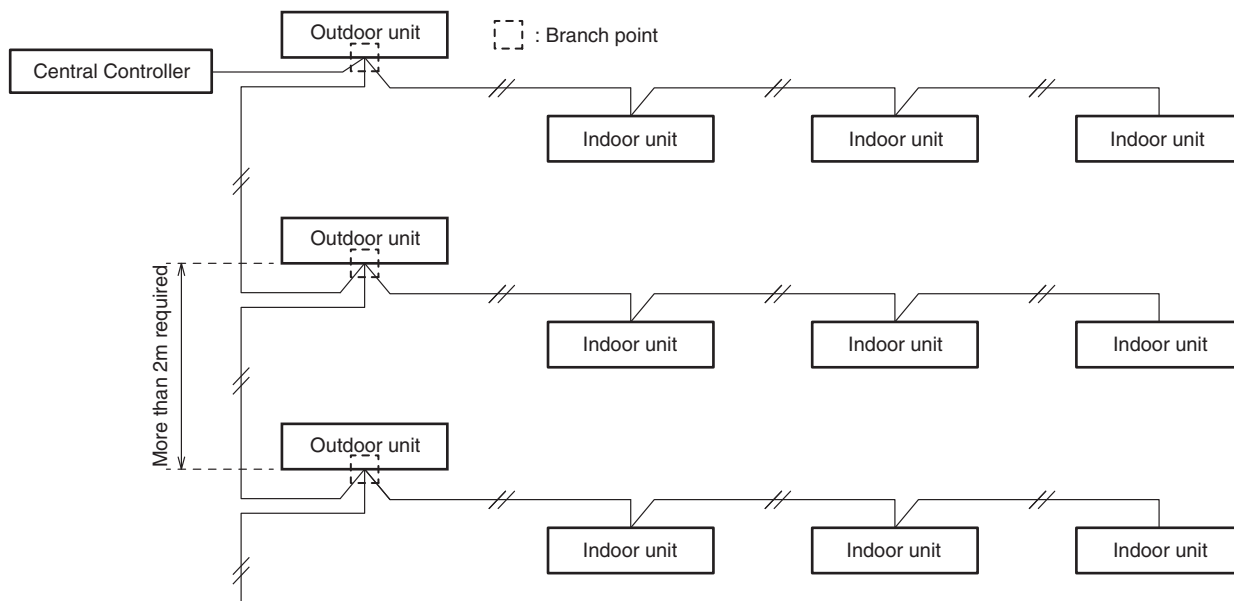 Outdoor unit
: Branch point
Central Controller
Indoor unit
Indoor unit
Indoor unit
Outdoor unit
More than 2m required
Indoor unit
Indoor unit
Indoor unit
Outdoor unit
Indoor unit
Indoor unit
Indoor unit